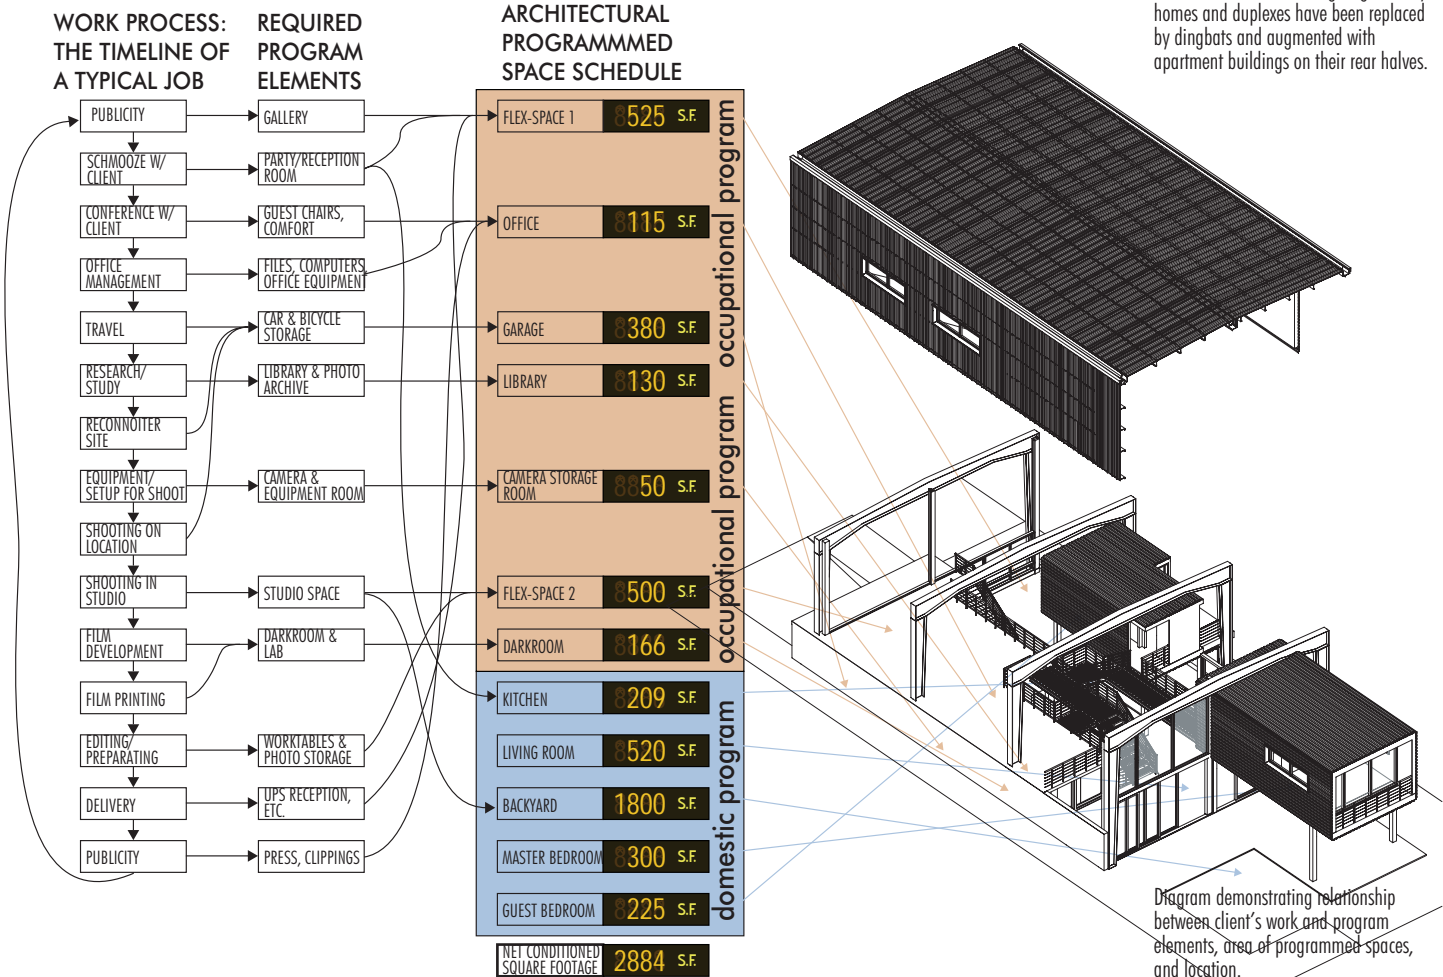 WORK PROCESS:
THE TIMELINE OF
A TYPICAL JOB
PUBLICITY
SCHMOOZE W/
CLIENT
CONFERENCE W/
CLIENT
OFFICE
MANAGEMENT
TRAVEL
RESEARCH/
STUDY
RECONNOITER
SITE
EQUIPMENT/
SETUP FOR SHOOT
SHOOTING ON
LOCATION
SHOOTING IN
STUDIO
FILM
DEVELOPMENT
FILM PRINTING
EDITING/
PREPARATING
DELIVERY
PUBLICITY
REQUIRED
PROGRAM
ELEMENTS
GALLERY
PARTY/RECEPTION
ROOM
GUEST CHAIRS,
COMFORT
FILES, COMPUTERS
OFFICE EQUIPMENT
CAR & BICYCLE
STORAGE
LIBRARY & PHOTO
ARCHIVE
CAMERA &
EQUIPMENT ROOM
STUDIO SPACE
DARKROOM &
LAB
WORKTABLES &
PHOTO STORAGE
UPS RECEPTION,
ETC.
PRESS, CLIPPINGS
ARCHITECTURAL
PROGRAMMMED
SPACE SCHEDULE
FLEX-SPACE 1 525 S.F.
OFFICE 115 S.F.
GARAGE 380 S.F.
LIBRARY 130 S.F.
CAMERA STORAGE
ROOM 50 S.F.
FLEX-SPACE 2 500 S.F.
DARKROOM 166 S.F.
KITCHEN 209 S.F.
LIVING ROOM 520 S.F.
BACKYARD 1800 S.F.
MASTER BEDROOM 300 S.F.
GUEST BEDROOM 225 S.F.
NET CONDITIONED
SQUARE FOOTAGE 2884 S.F.
occupational program
occupational program
domestic program
homes and duplexes have been replaced
by dingbats and augmented with
apartment buildings on their rear halves.
Diagram demonstrating relationship
between client's work and program
elements, area of programmed spaces,
and location.